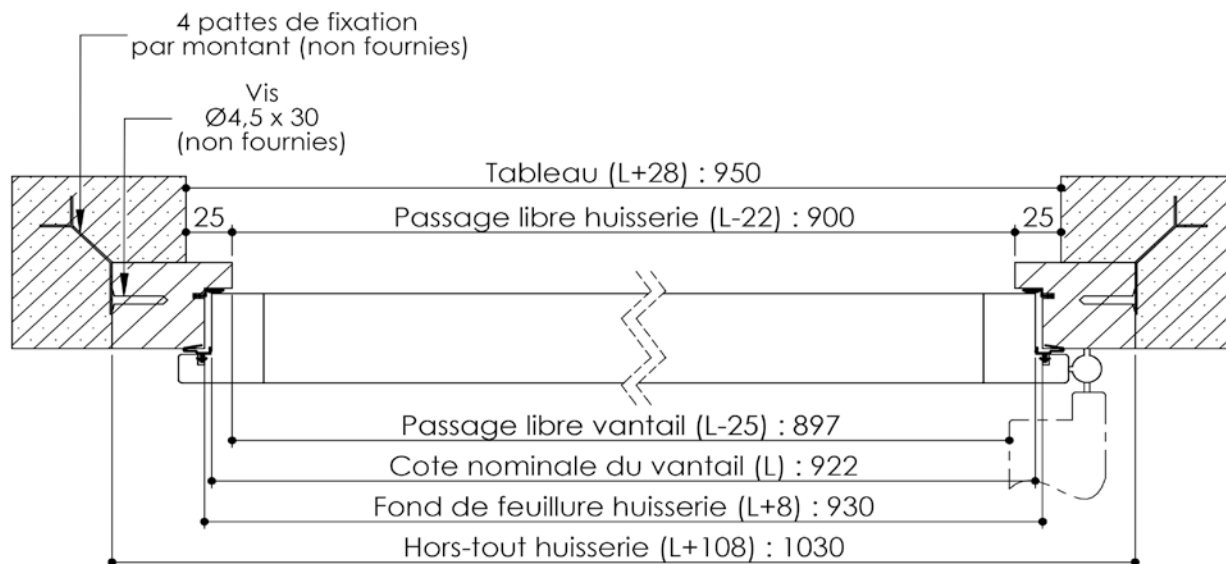 4 pattes de fixation
par montant (non fournies)
Vis
Ø4,5 x 30
(non fournies)
Tableau (L+28) : 950
25
Passage libre huisserie (L-22) : 900
25
Passage libre vantail (L-25) : 897
Cote nominale du vantail (L) : 922
Fond de feuillure huisserie (L+8) : 930
Hors-tout huisserie (L+108) : 1030